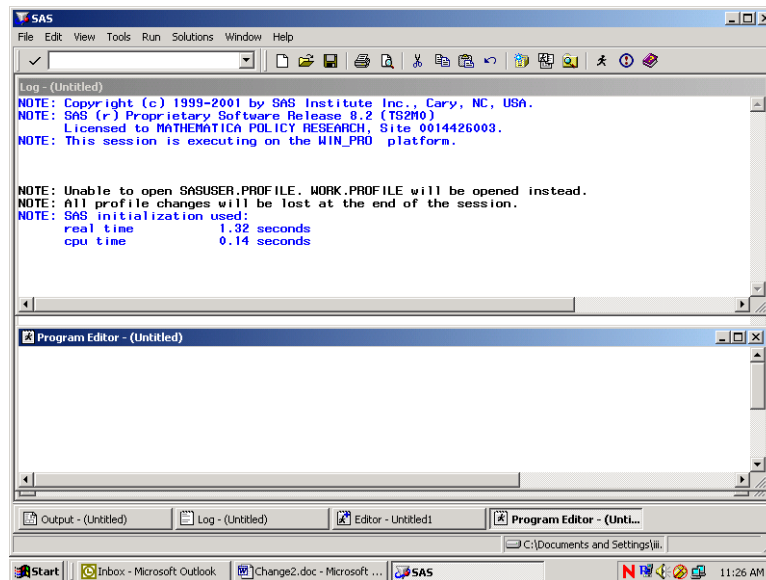 SAS
File Edit View Tools Run Solutions Window Help
Log - (Untitled)
NOTE: Copyright (c) 1999-2001 by SAS Institute Inc., Cary, NC, USA.
NOTE: SAS (r) Proprietary Software Release 8.2 (TS2M0)
Licensed to MATHEMATICA POLICY RESEARCH, Site 0014426003.
NOTE: This session is executing on the WIN_PRO platform.
NOTE: Unable to open SASUSER.PROFILE. WORK.PROFILE will be opened instead.
NOTE: All profile changes will be lost at the end of the session.
NOTE: SAS initialization used:
real time 1.32 seconds
cpu time 0.14 seconds
Program Editor - (Untitled)
Output - (Untitled) Log - (Untitled) Editor - Untitled1 Program Editor - (Unti...
C:\Documents and Settings\iii.
Start Inbox - Microsoft Outlook Change2.doc - Microsoft ... SAS N 11:26 AM